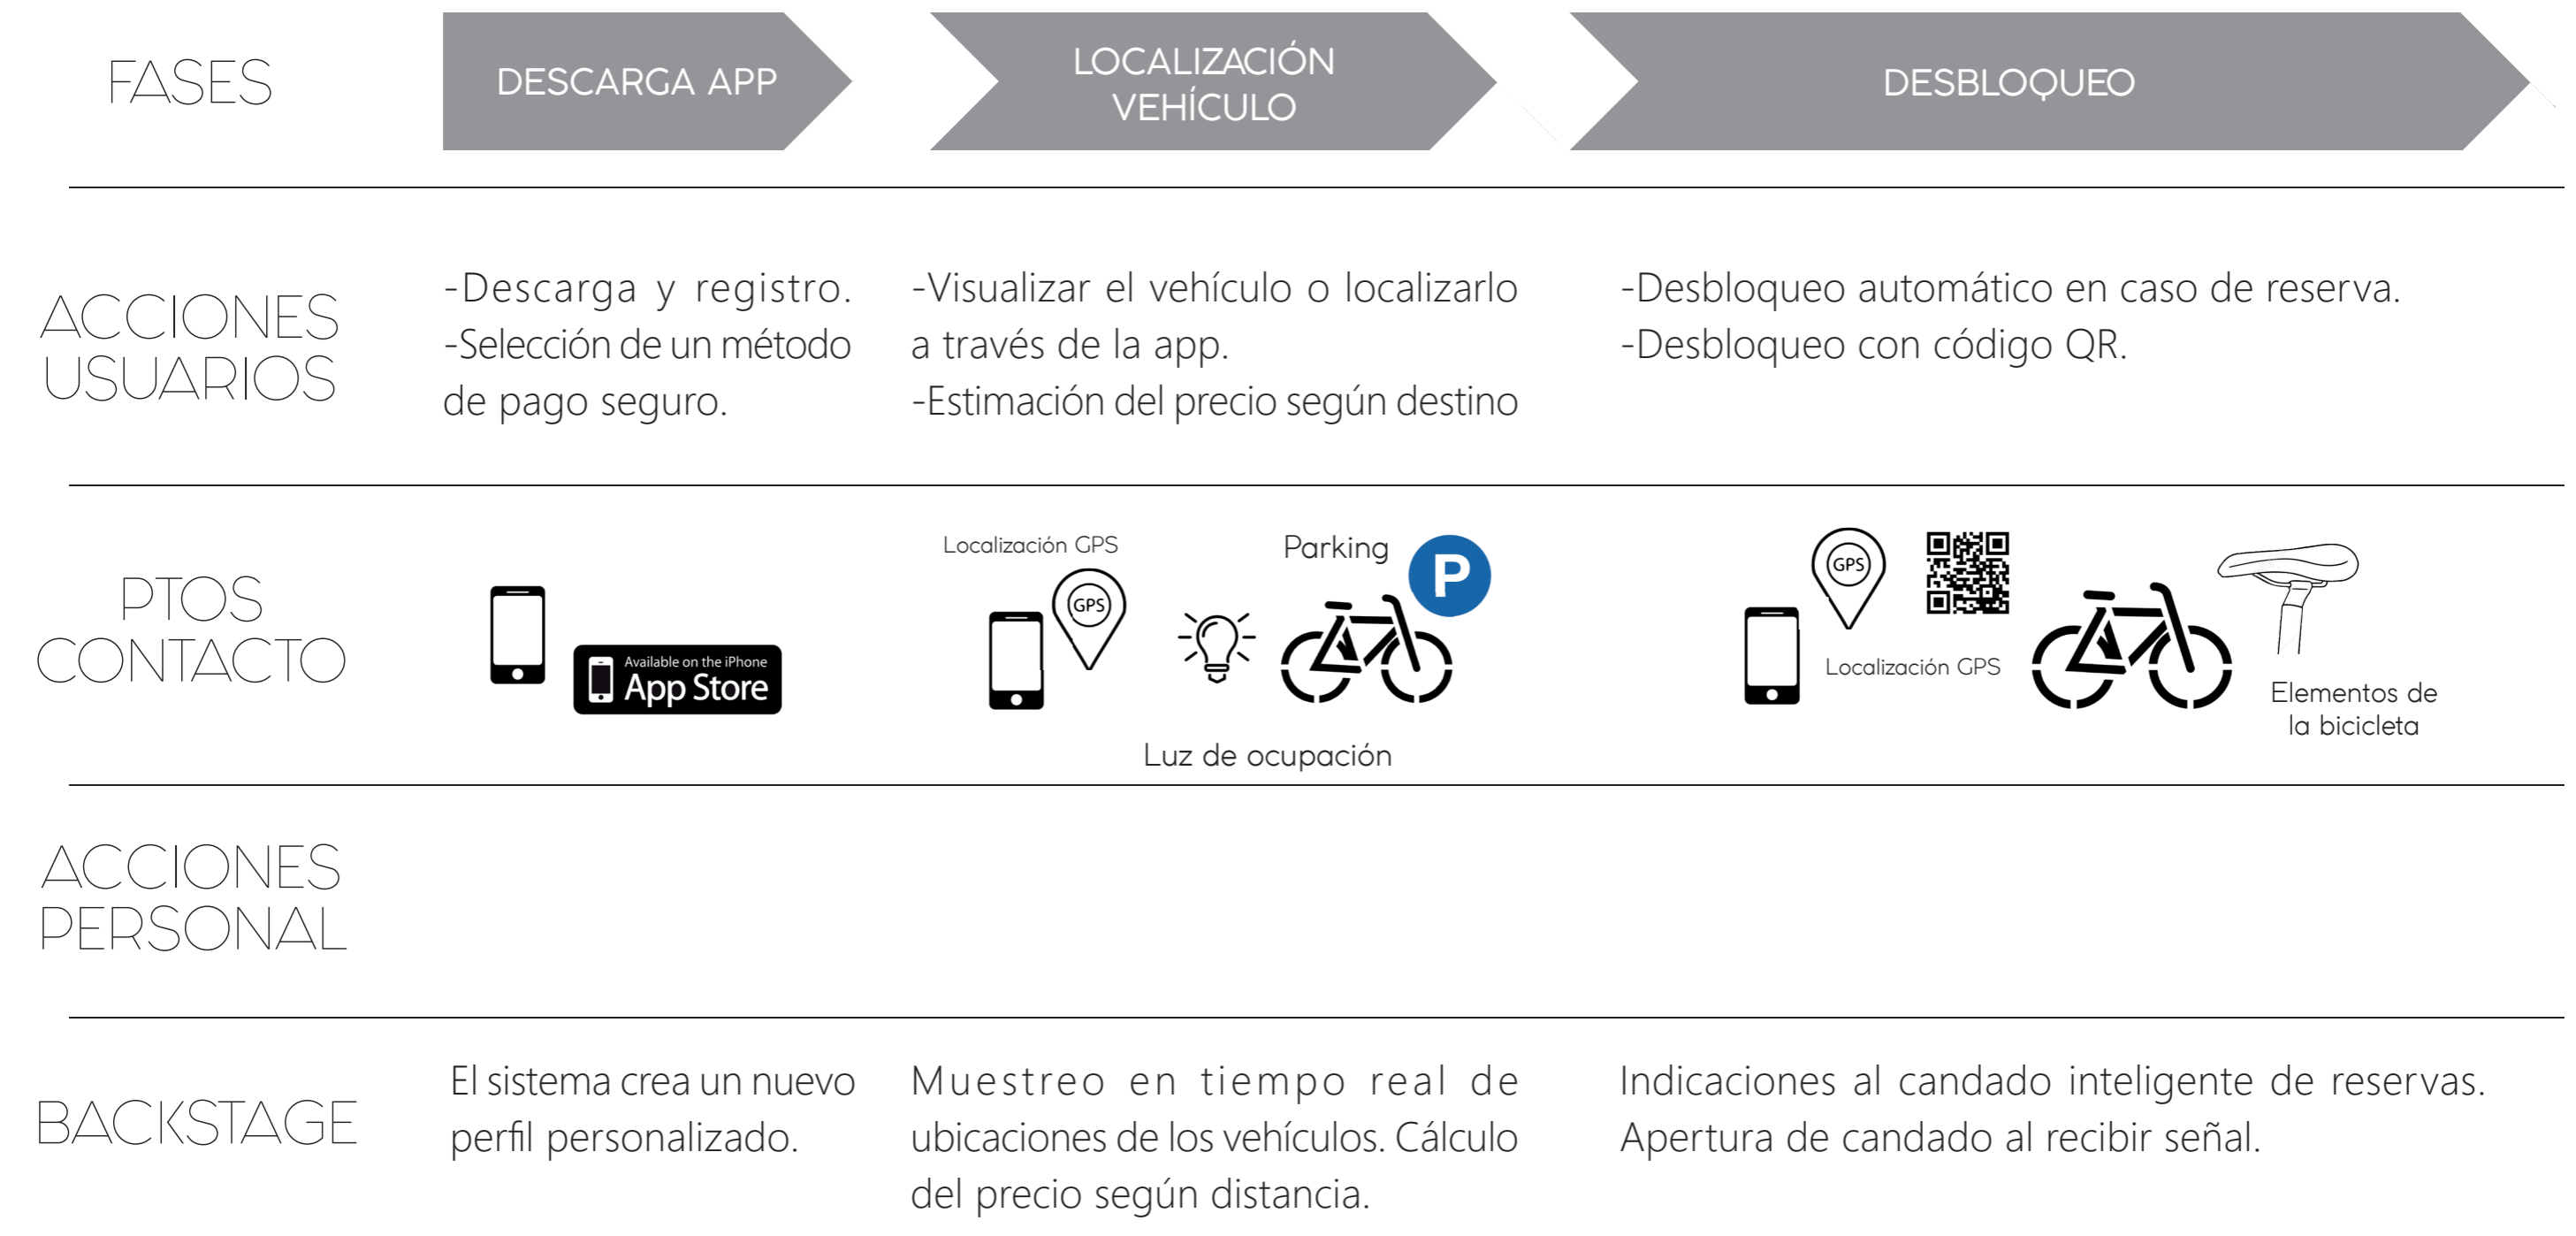 FASES
DESCARGA APP
LOCALIZACIÓN
VEHÍCULO
DESBLOQUEO
ACCIONES
USUARIOS
-Descarga y registro.
-Selección de un método
de pago seguro.
-Visualizar el vehículo o localizarlo
a través de la app.
-Estimación del precio según destino
-Desbloqueo automático en caso de reserva.
-Desbloqueo con código QR.
PTOS
CONTACTO
Available on the iPhone
App Store
Localización GPS
GPS
Parking
P
Luz de ocupación
GPS
Localización GPS
Elementos de
la bicicleta
ACCIONES
PERSONAL
BACKSTAGE
El sistema crea un nuevo
perfil personalizado.
Muestreo en tiempo real de
ubicaciones de los vehículos. Cálculo
del precio según distancia.
Indicaciones al candado inteligente de reservas.
Apertura de candado al recibir señal.